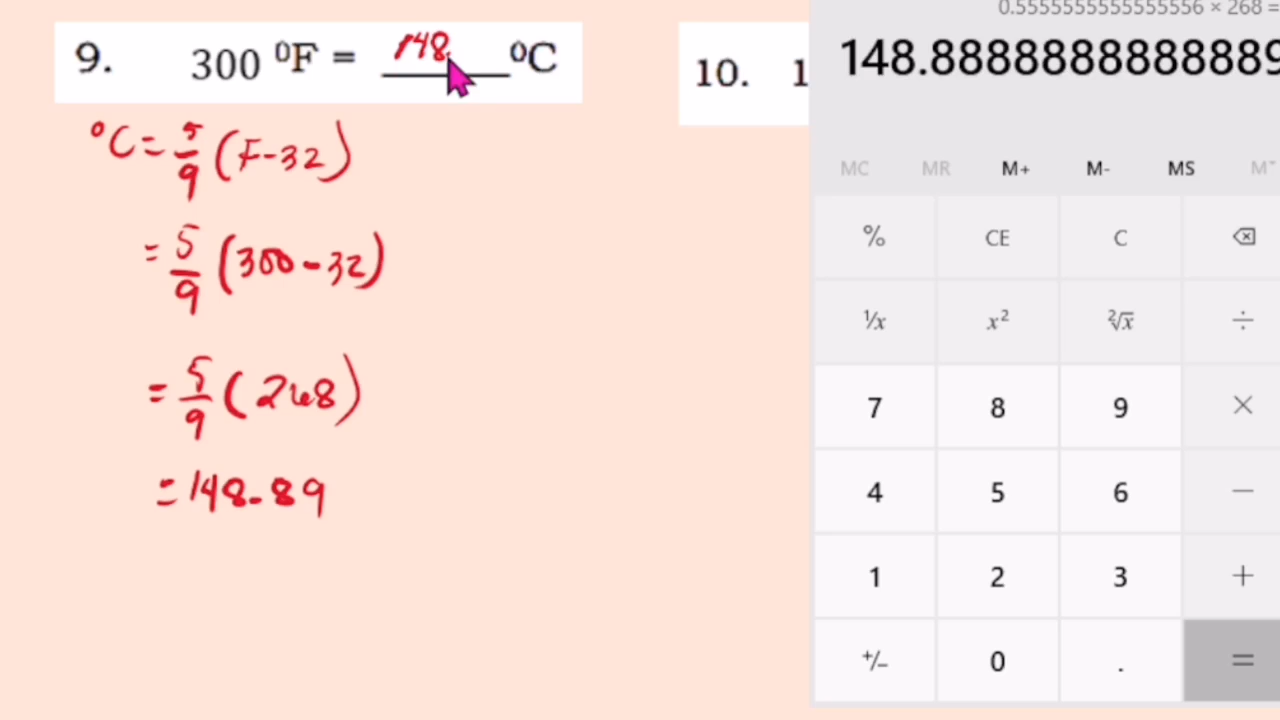 9. 300 ⁰F = 148. ⁰C
°C = 5/9 (F-32)
= 5/9 (300-32)
= 5/9 (268)
= 148.89
10. 1
0.5555555555555556 × 268 =
148.8888888888889
MC MR M+ M- MS M˅
% CE C
¹/x x² ²√x ÷
7 8 9 ×
4 5 6 −
1 2 3 +
+/− 0 . =